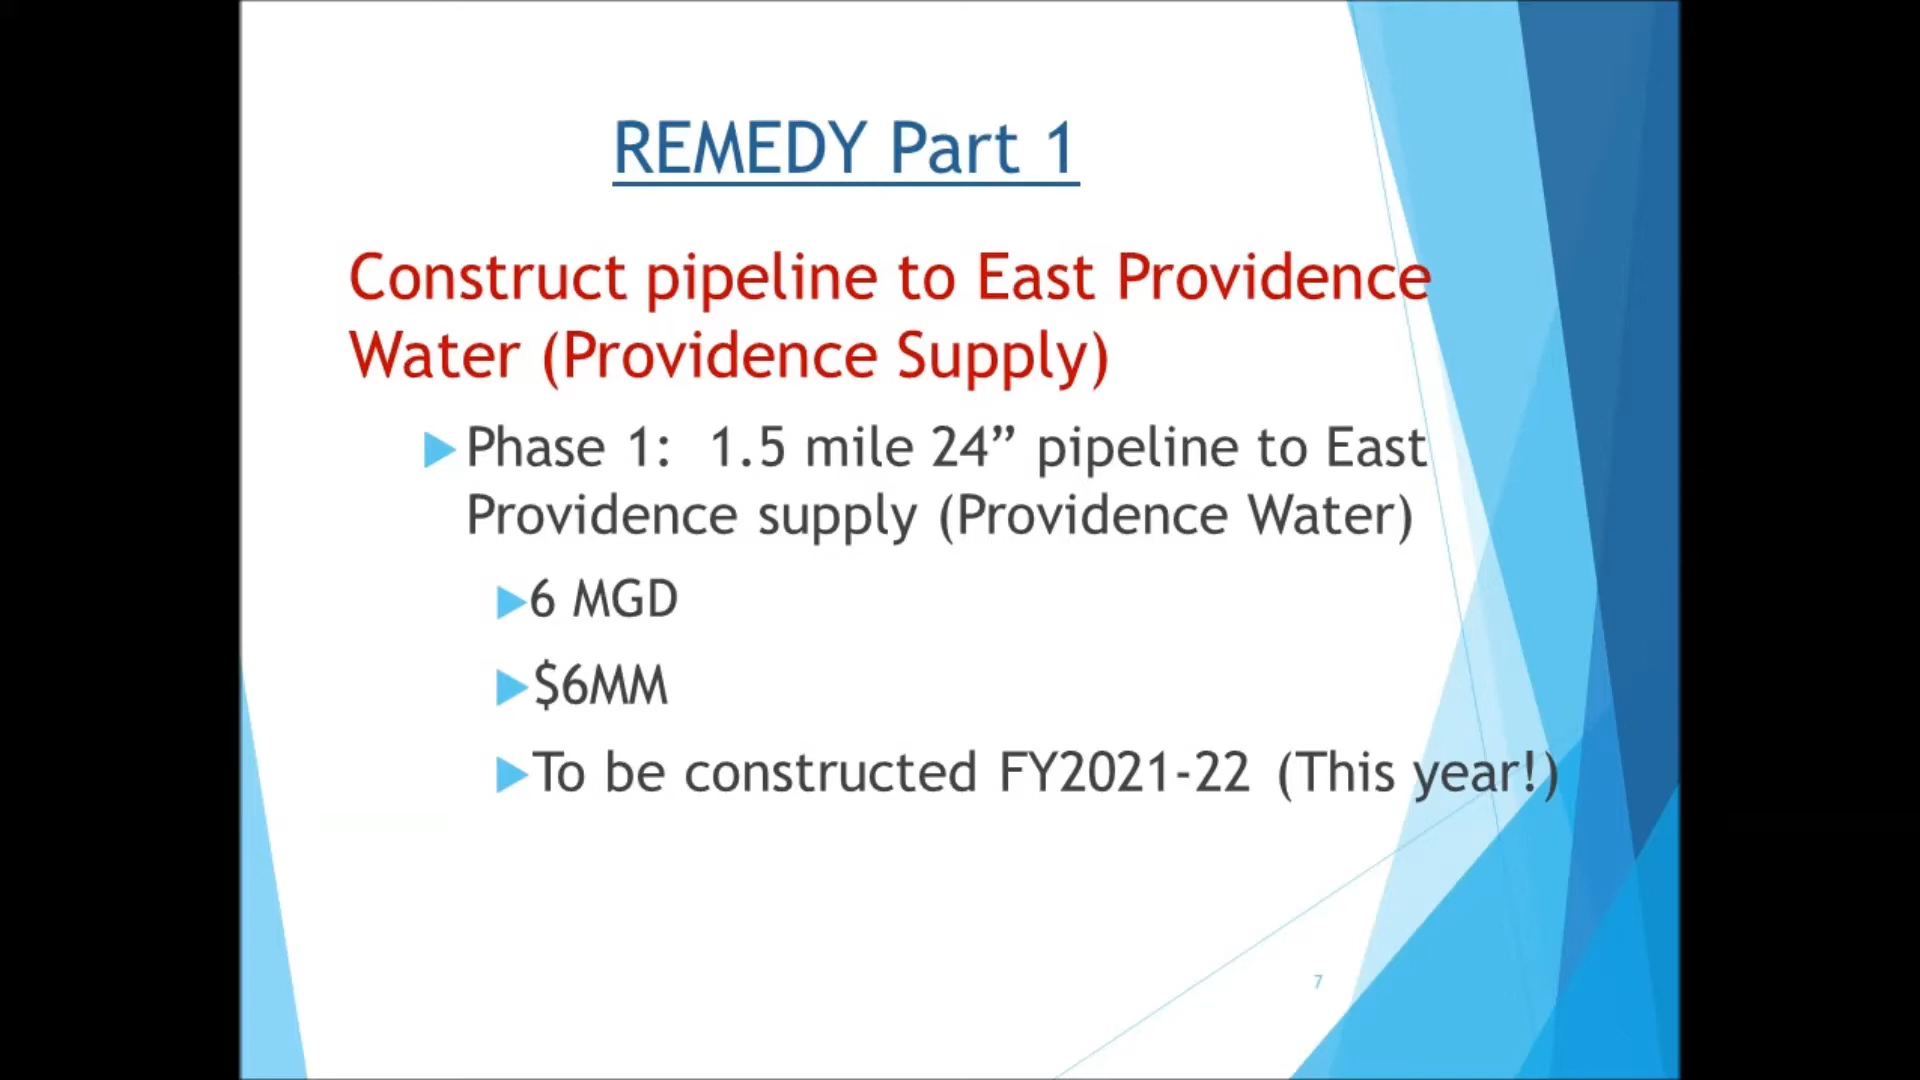 REMEDY Part 1
Construct pipeline to East Providence
Water (Providence Supply)
Phase 1:  1.5 mile 24” pipeline to East
Providence supply (Providence Water)
6 MGD
$6MM
To be constructed FY2021-22 (This year!)
7